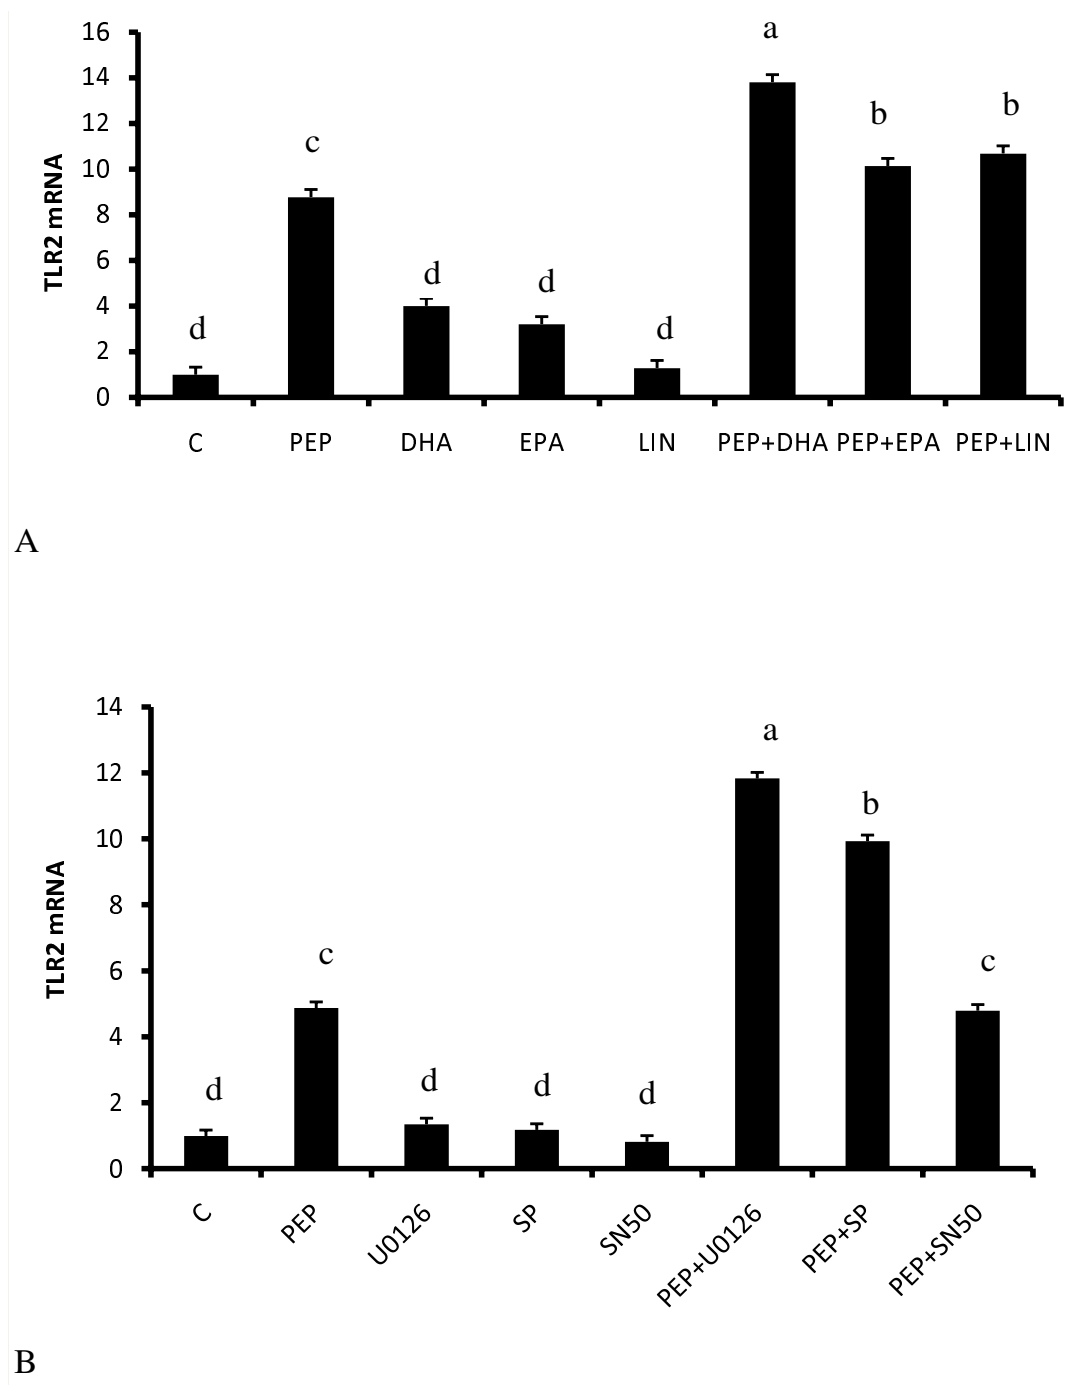 16
14
12
10
8
6
4
2
0
TLR2 mRNA
a
b
b
c
d
d
d
d
C PEP DHA EPA LIN PEP+DHA PEP+EPA PEP+LIN
A
14
12
10
8
6
4
2
0
TLR2 mRNA
a
b
c
c
d
d
d
d
C PEP U0126 SP SN50 PEP+U0126 PEP+SP PEP+SN50
B